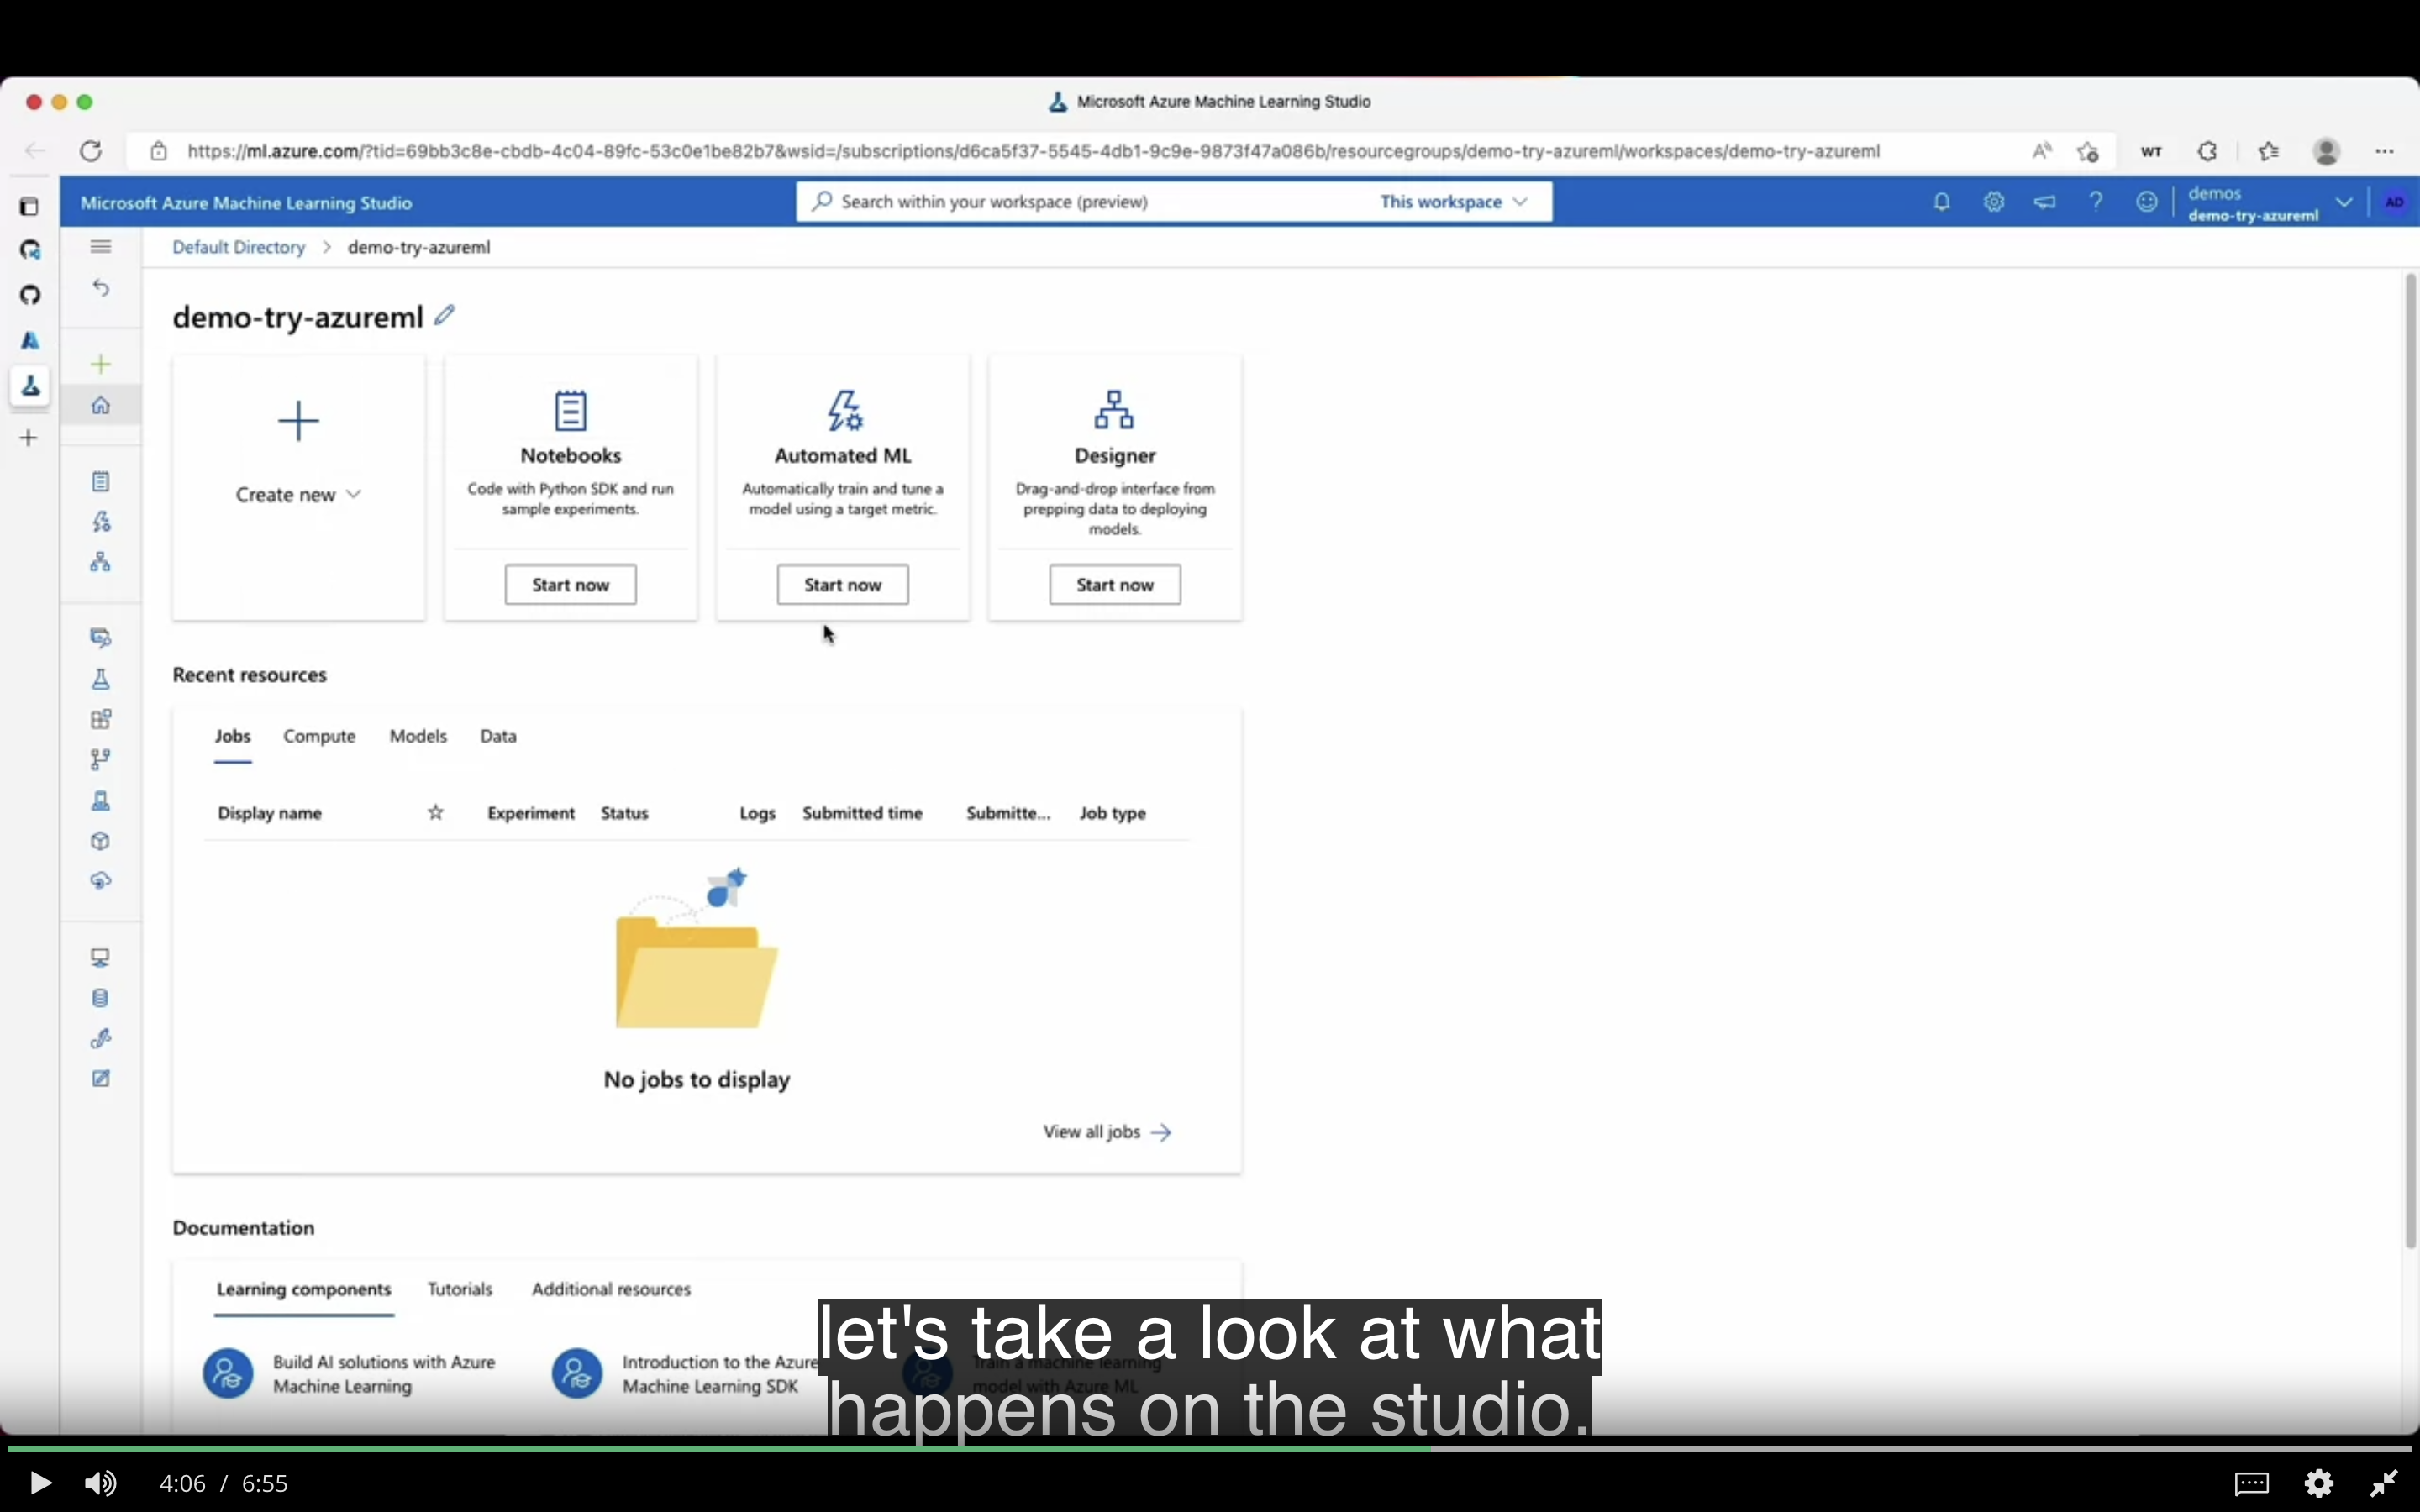 Microsoft Azure Machine Learning Studio
https://ml.azure.com/?tid=69bb3c8e-cbdb-4c04-89fc-53c0e1be82b7&wsid=/subscriptions/d6ca5f37-5545-4db1-9c9e-9873f47a086b/resourcegroups/demo-try-azureml/workspaces/demo-try-azureml
WT
Microsoft Azure Machine Learning Studio
Search within your workspace (preview)
This workspace
demos
demo-try-azureml
AD
Default Directory > demo-try-azureml
demo-try-azureml
Create new
Notebooks
Code with Python SDK and run
sample experiments.
Start now
Automated ML
Automatically train and tune a
model using a target metric.
Start now
Designer
Drag-and-drop interface from
prepping data to deploying
models.
Start now
Recent resources
Jobs Compute Models Data
Display name Experiment Status Logs Submitted time Submitte... Job type
No jobs to display
View all jobs
Documentation
Learning components Tutorials Additional resources
Build AI solutions with Azure
Machine Learning
Introduction to the Azure
Machine Learning SDK
Train a machine learning
model with Azure ML
let's take a look at what
happens on the studio.
4:06 / 6:55